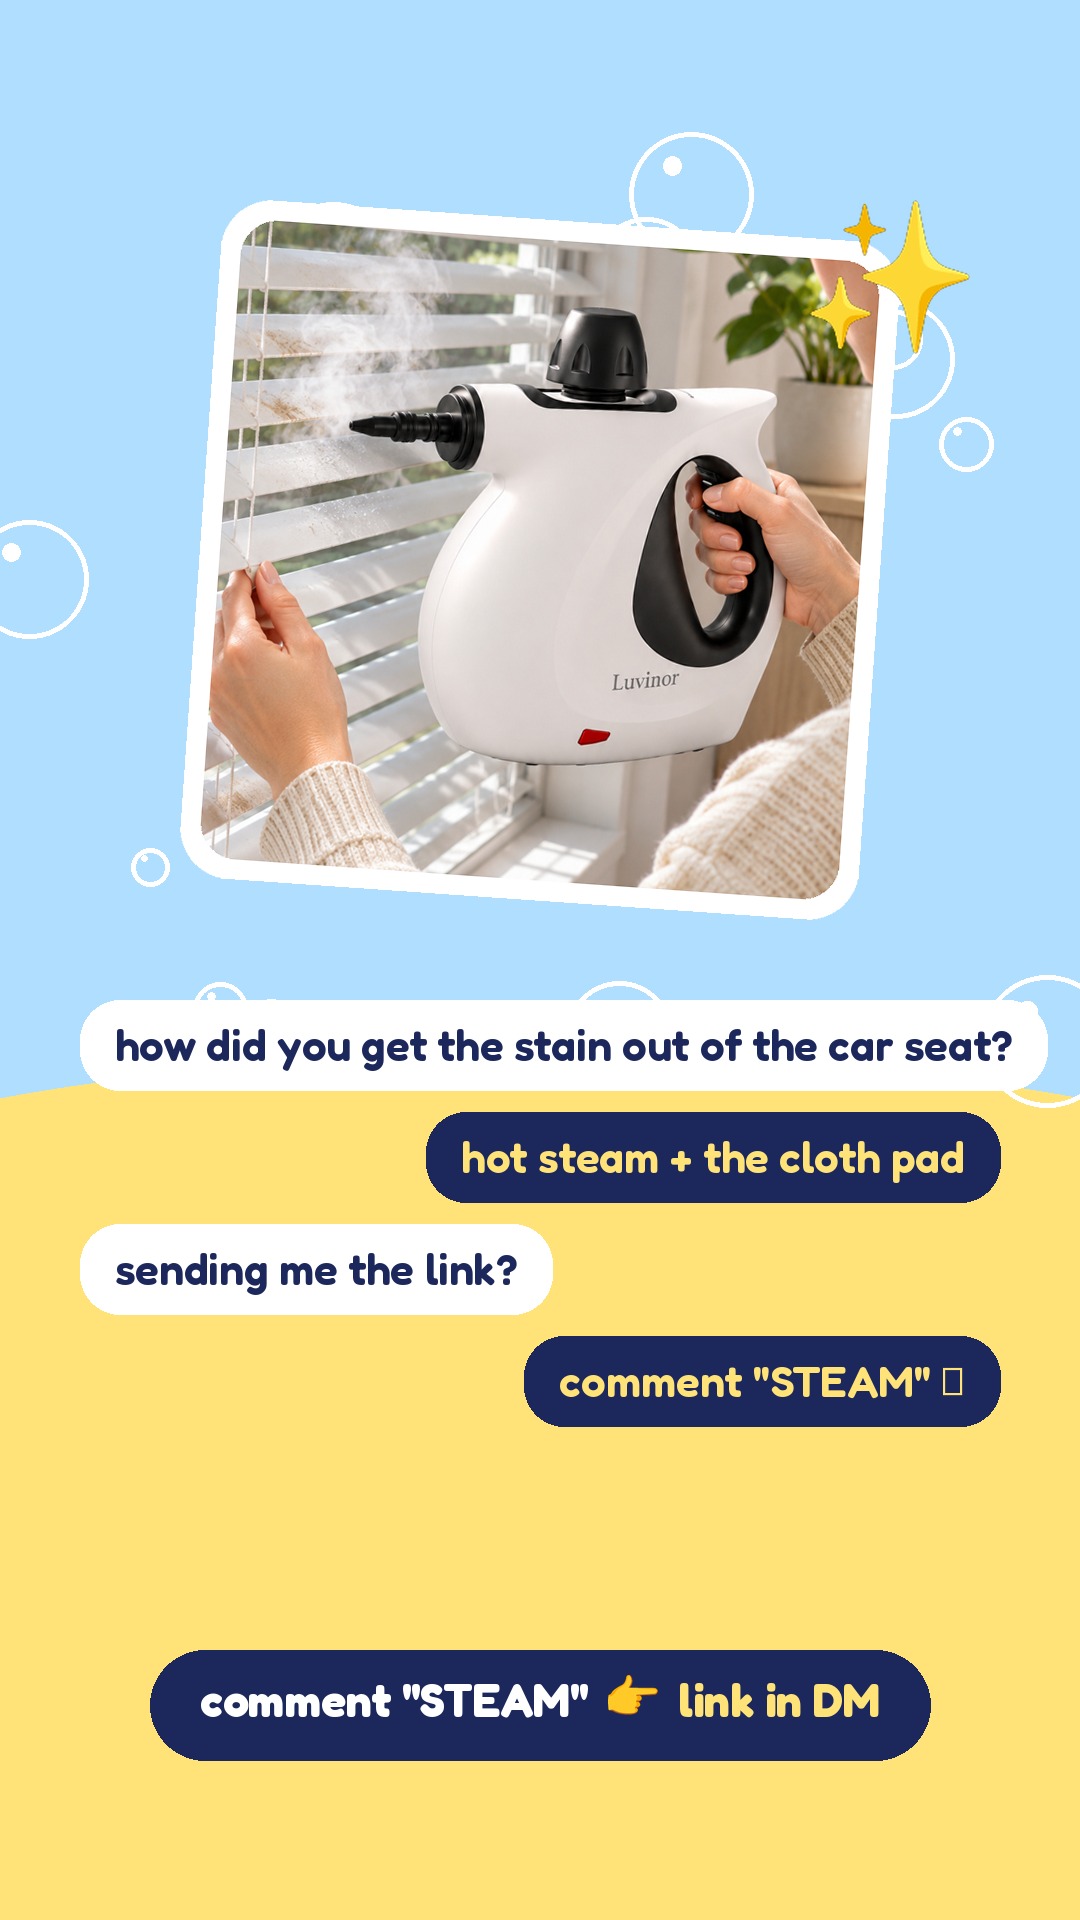 Luvinor
how did you get the stain out of the car seat?
hot steam + the cloth pad
sending me the link?
comment "STEAM" 
comment "STEAM" 👉 link in DM